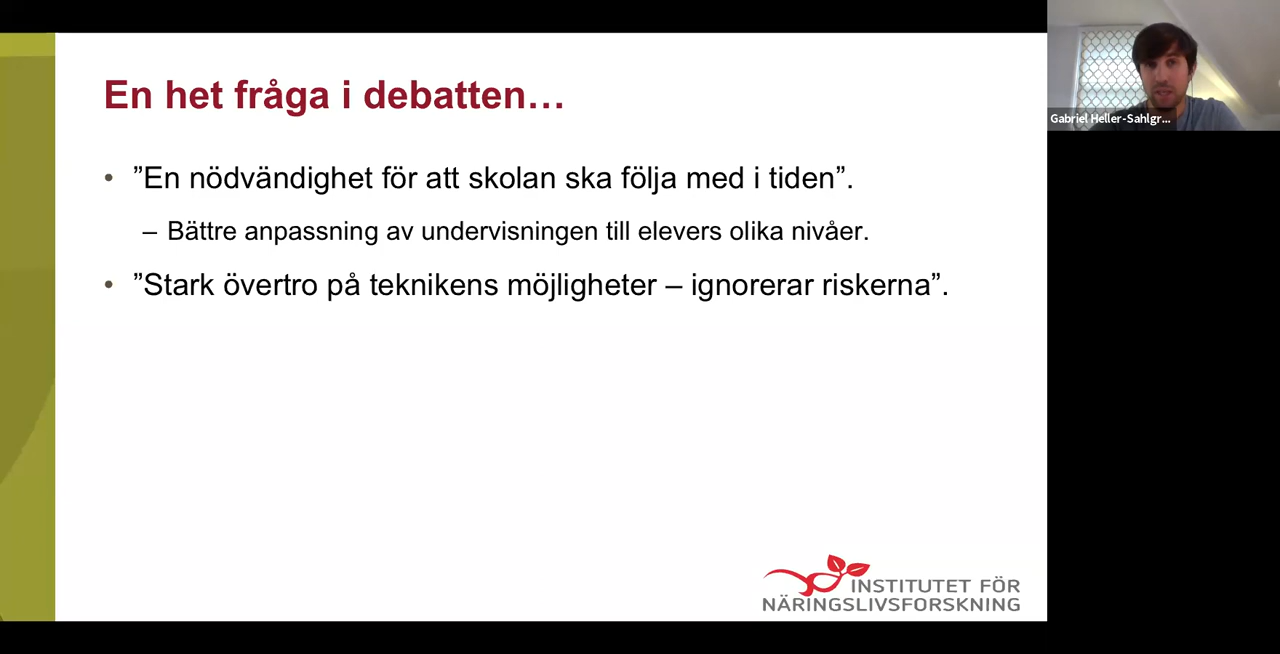 En het fråga i debatten…
• ”En nödvändighet för att skolan ska följa med i tiden”.
– Bättre anpassning av undervisningen till elevers olika nivåer.
• ”Stark övertro på teknikens möjligheter – ignorerar riskerna”.
INSTITUTET FÖR
NÄRINGSLIVSFORSKNING
Gabriel Heller-Sahlgr...